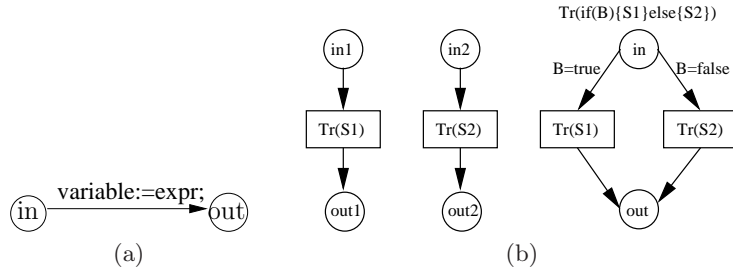 Tr(if(B){S1}else{S2})
in1
in2
in
B=true
B=false
Tr(S1)
Tr(S2)
Tr(S1)
Tr(S2)
variable:=expr;
in
out
out1
out2
out
(a)
(b)